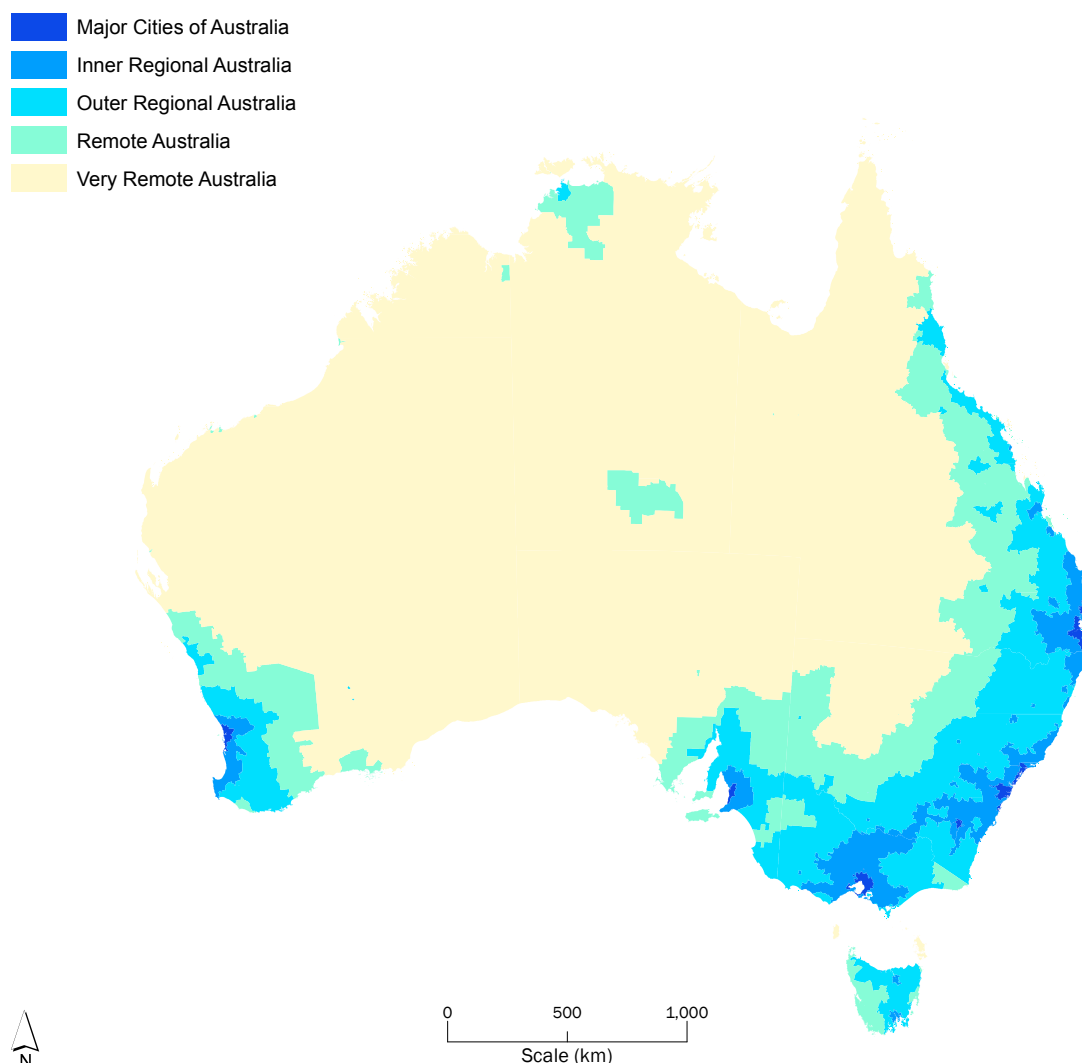 Major Cities of Australia
Inner Regional Australia
Outer Regional Australia
Remote Australia
Very Remote Australia
0 500 1,000
Scale (km)
N